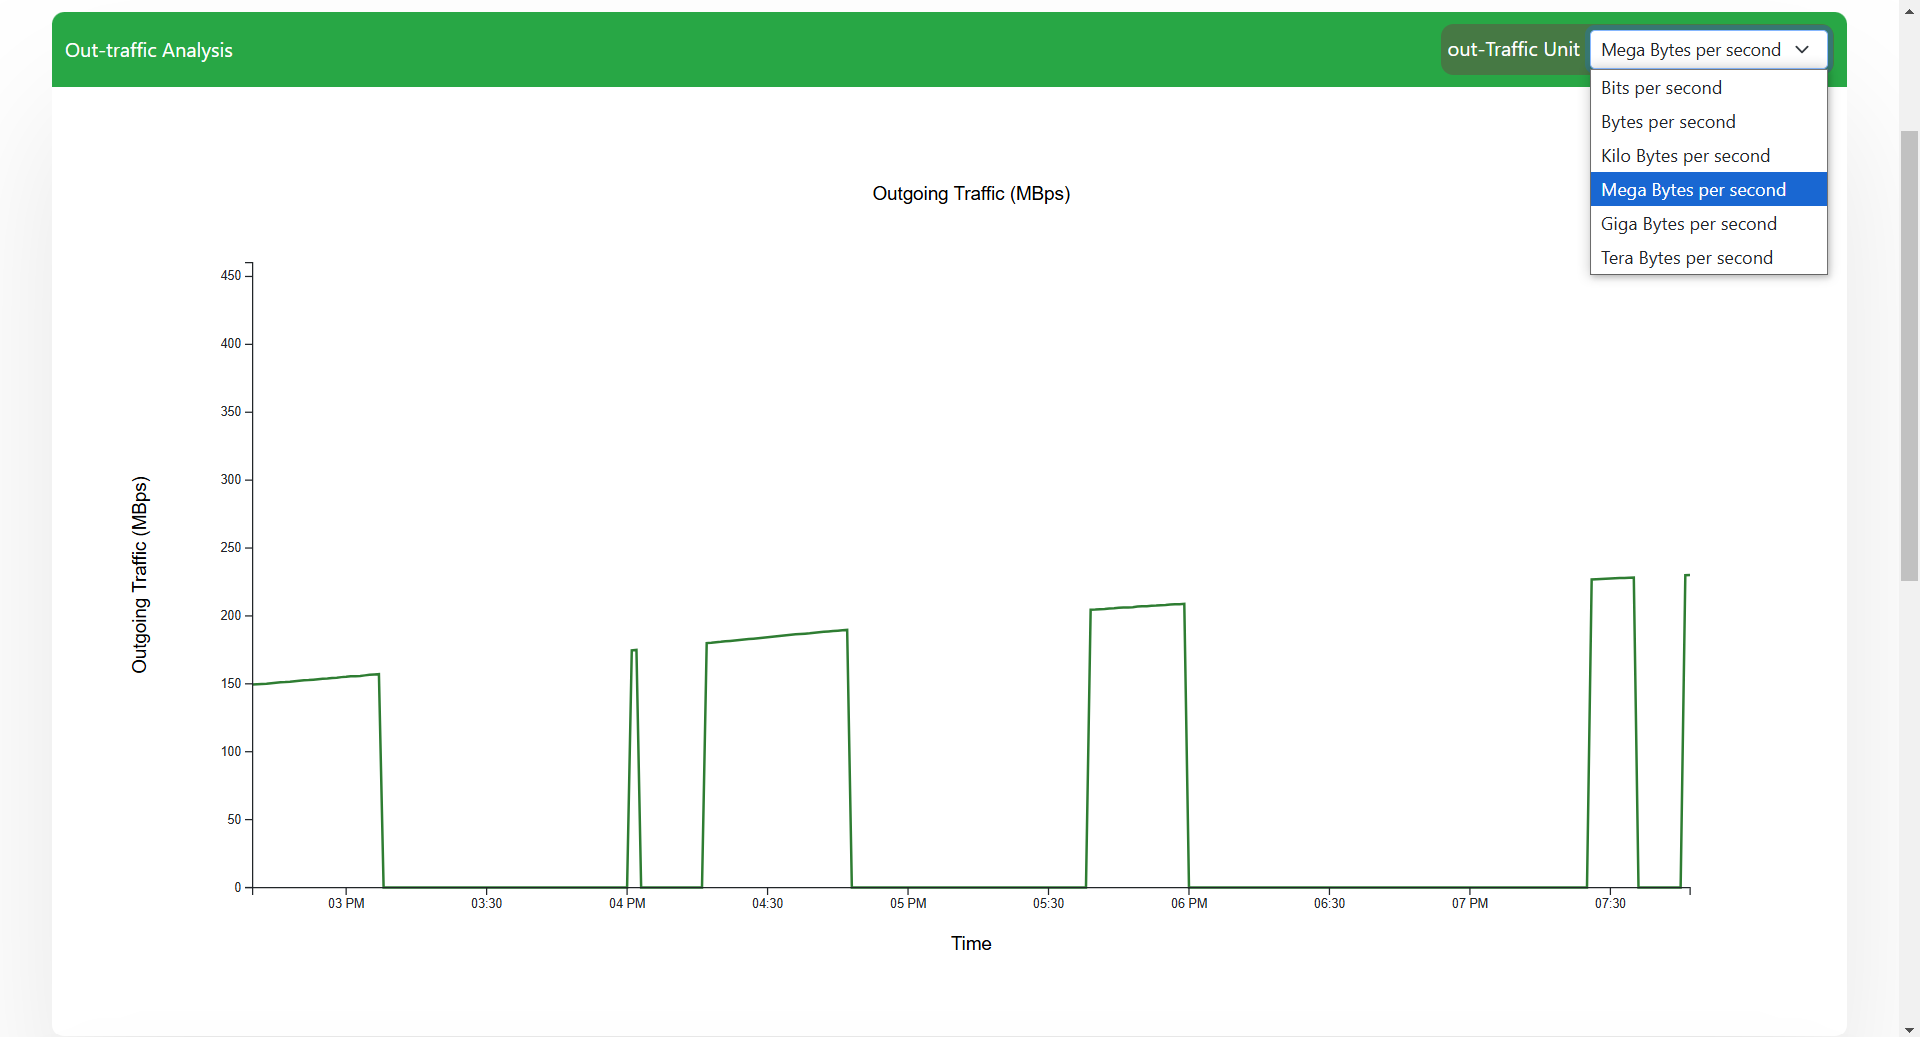 Out-traffic Analysis
out-Traffic Unit
Mega Bytes per second
Bits per second
Bytes per second
Kilo Bytes per second
Mega Bytes per second
Giga Bytes per second
Tera Bytes per second
Outgoing Traffic (MBps)
Outgoing Traffic (MBps)
450
400
350
300
250
200
150
100
50
0
03 PM 03:30 04 PM 04:30 05 PM 05:30 06 PM 06:30 07 PM 07:30
Time